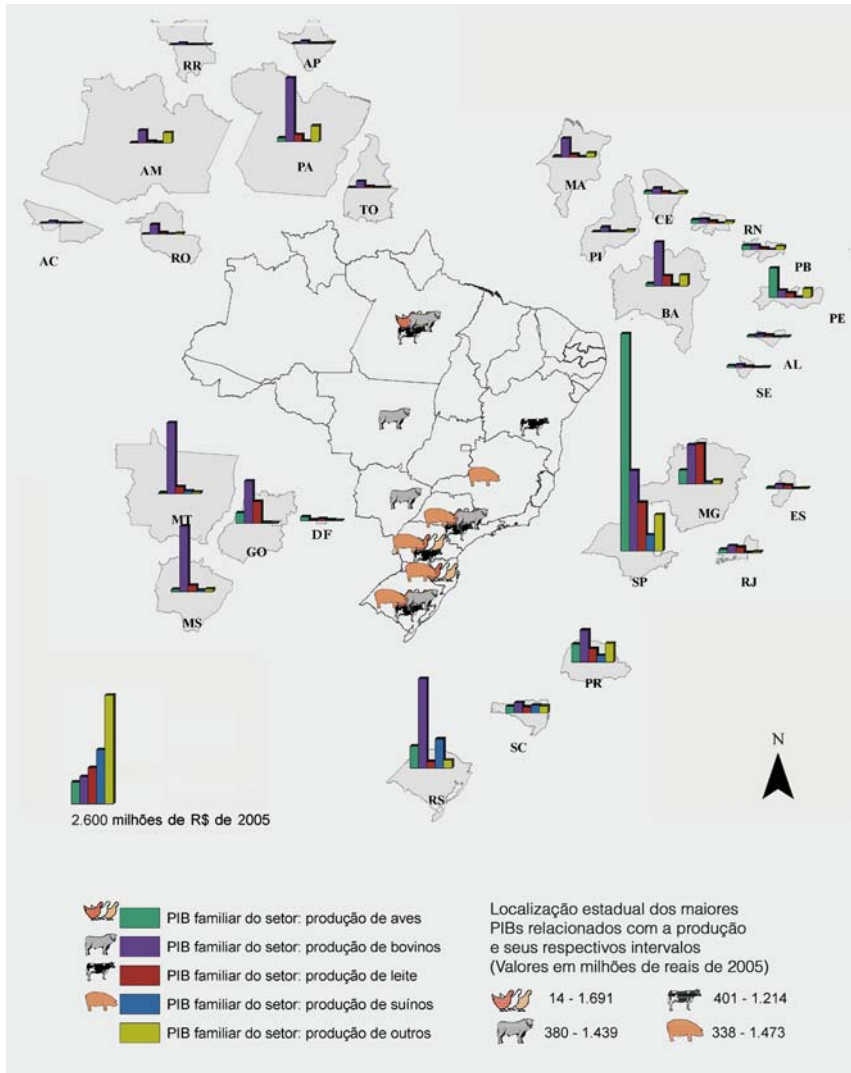 RR
AP
AM
PA
TO
MA
CE
RN
AC
RO
PI
PB
BA
PE
AL
SE
MT
GO
DF
MG
ES
MS
SP
RJ
PR
SC
RS
N
2.600 milhões de R$ de 2005
PIB familiar do setor: produção de aves
PIB familiar do setor: produção de bovinos
PIB familiar do setor: produção de leite
PIB familiar do setor: produção de suínos
PIB familiar do setor: produção de outros
Localização estadual dos maiores
PIBs relacionados com a produção
e seus respectivos intervalos
(Valores em milhões de reais de 2005)
14 - 1.691
401 - 1.214
380 - 1.439
338 - 1.473